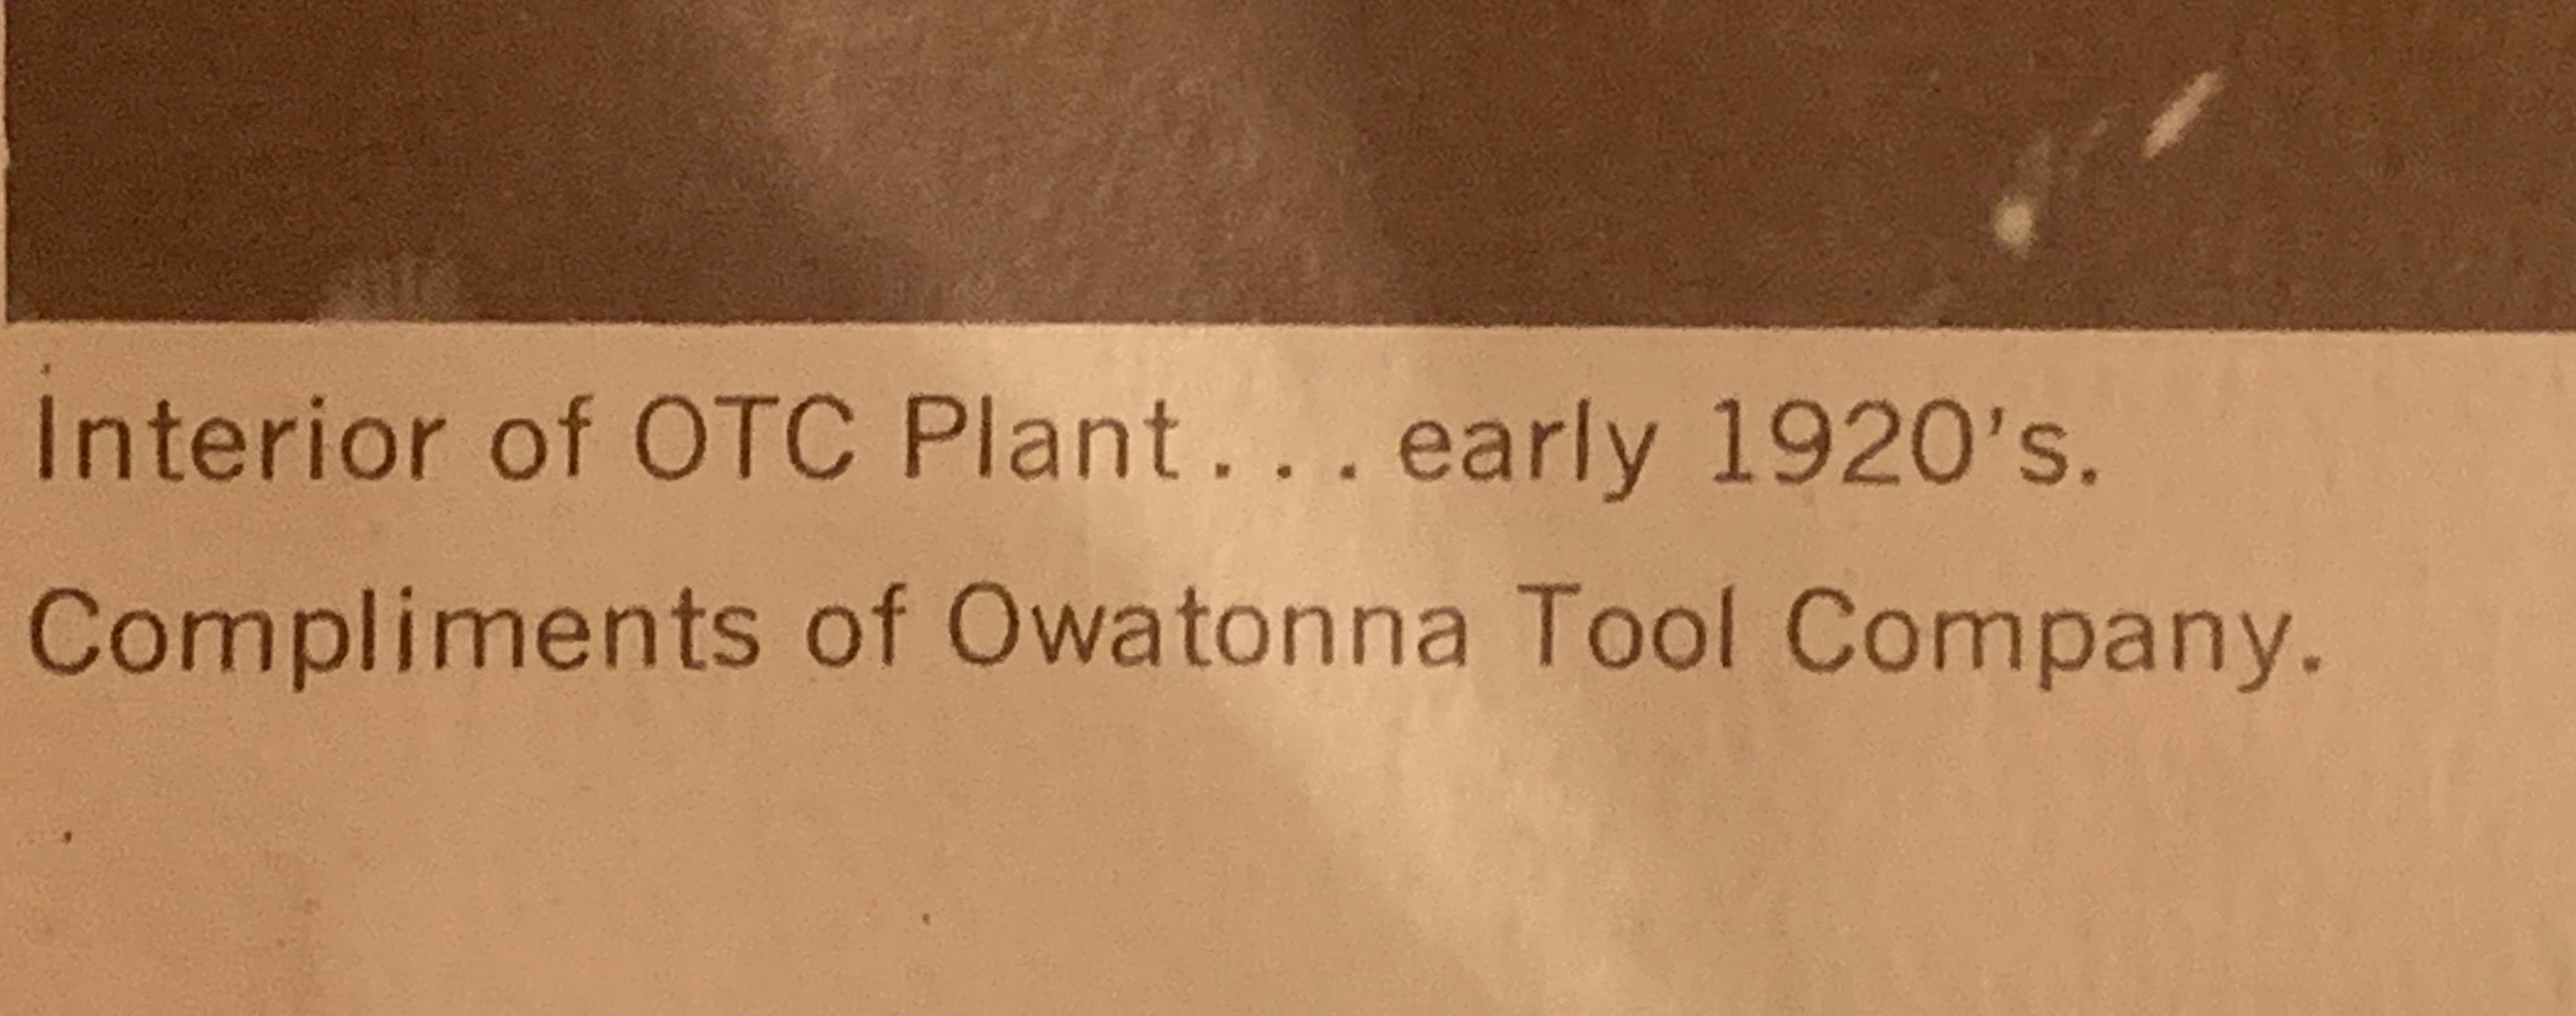 Interior of OTC Plant . . . early 1920's.
Compliments of Owatonna Tool Company.